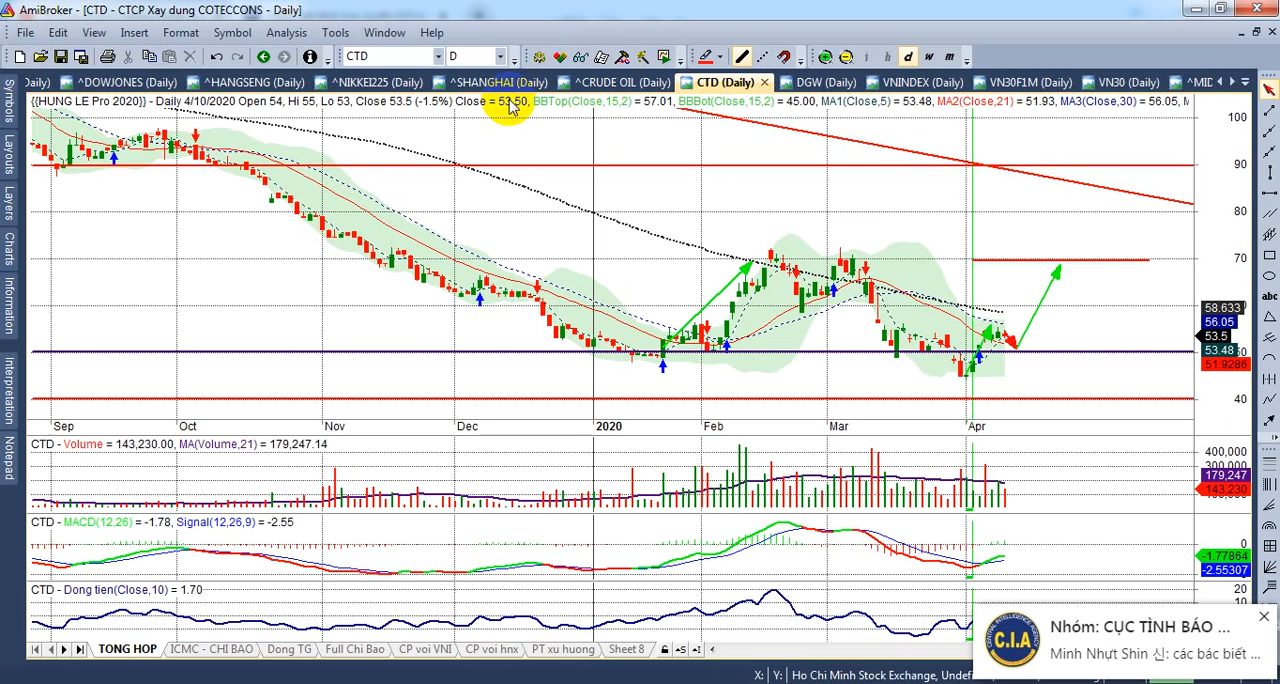 AmiBroker - [CTD - CTCP Xay dung COTECCONS - Daily]
File Edit View Insert Format Symbol Analysis Tools Window Help
CTD D i h d w m
Daily) ^DOWJONES (Daily) ^HANGSENG (Daily) ^NIKKEI225 (Daily) ^SHANGHAI (Daily) ^CRUDE OIL (Daily) CTD (Daily) DGW (Daily) VNINDEX (Daily) VN30F1M (Daily) VN30 (Daily) ^MID
{{HUNG LE Pro 2020}} - Daily 4/10/2020 Open 54, Hi 55, Lo 53, Close 53.5 (-1.5%) Close = 53.50, BBTop(Close,15,2) = 57.01, BBBot(Close,15,2) = 45.00, MA1(Close,5) = 53.48, MA2(Close,21) = 51.93, MA3(Close,30) = 56.05, M
Symbols
Layouts
Layers
Charts
Information
Interpretation
Notepad
100
90
80
70
58.633
56.05
53.5
53.48
51.9286
40
Sep Oct Nov Dec 2020 Feb Mar Apr
CTD - Volume = 143,230.00, MA(Volume,21) = 179,247.14
400,000
300,000
179,247
143,230
CTD - MACD(12,26) = -1.78, Signal(12,26,9) = -2.55
0
-1.77864
-2.55307
CTD - Dong tien(Close,10) = 1.70
20
10
abc
TONG HOP ICMC - CHI BAO Dong TG Full Chi Bao CP voi VNI CP voi hnx PT xu huong Sheet 8
C.I.A
Nhóm: CỤC TÌNH BÁO ...
Minh Nhựt Shin 신: các bác biết ...
X: Y: Ho Chi Minh Stock Exchange, Undefi